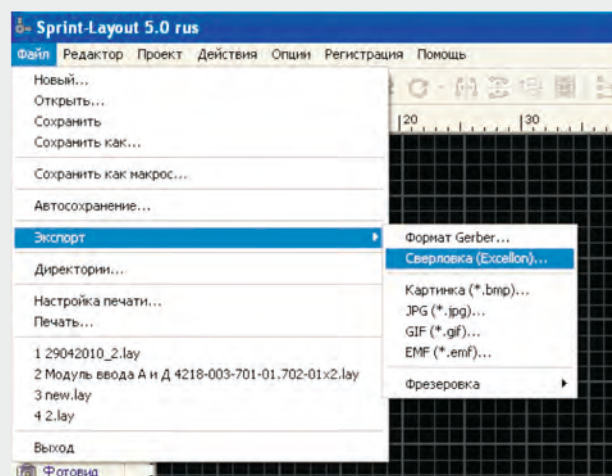 Sprint-Layout 5.0 rus
Файл Редактор Проект Действия Опции Регистрация Помощь
Новый...
Открыть...
Сохранить
Сохранить как...
20 30
Сохранить как макрос...
Автосохранение...
Экспорт
Формат Gerber...
Сверловка (Excellon)...
Директории...
Картинка (*.bmp)...
Настройка печати...
JPG (*.jpg)...
Печать...
GIF (*.gif)...
EMF (*.emf)...
1 29042010_2.lay
2 Модуль ввода А и Д 4218-003-701-01.702-01x2.lay
Фрезеровка
3 new.lay
4 2.lay
Выход
Фотовид